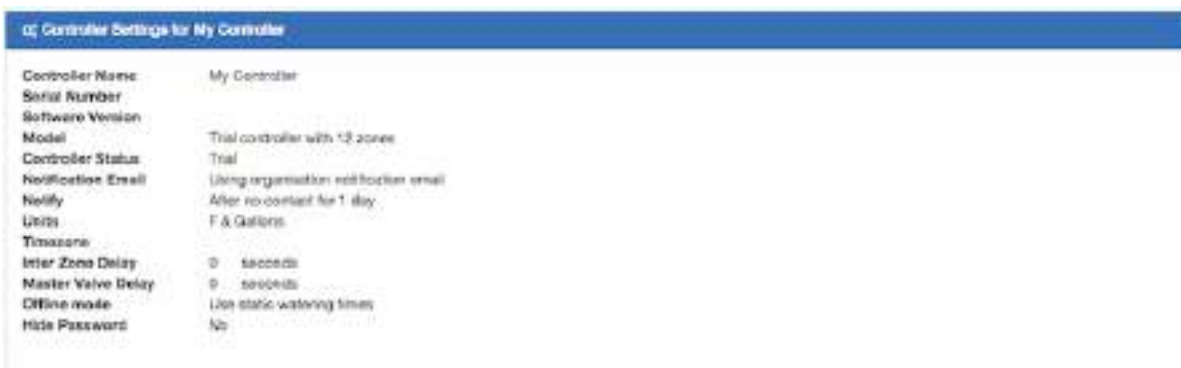 Controller Settings for My Controller
Controller Name My Controller
Serial Number
Software Version
Model Trial controller with 12 zones
Controller Status Trial
Notification Email Using organisation notification email
Notify After no contact for 1 day
Units F & Gallons
Timezone
Inter Zone Delay 0 seconds
Master Valve Delay 0 seconds
Offline mode Use static watering times
Hide Password No